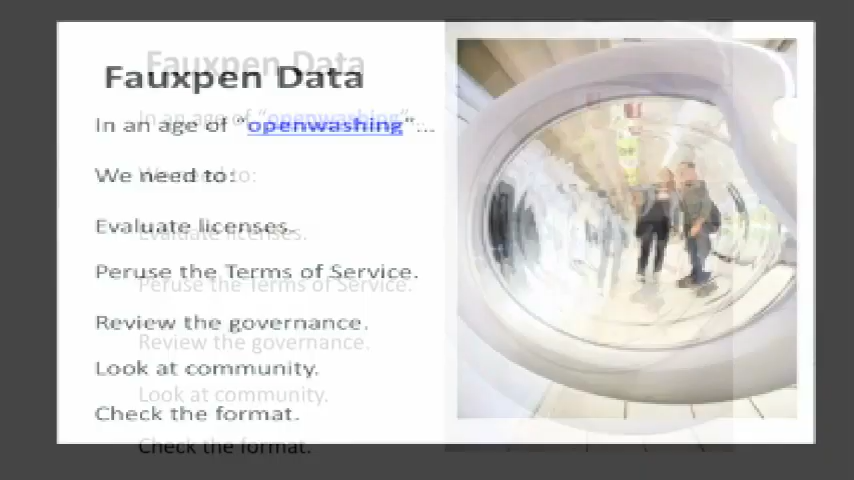 Fauxpen Data
In an age of “openwashing”...
We need to:
Evaluate licenses.
Peruse the Terms of Service.
Review the governance.
Look at community.
Check the format.